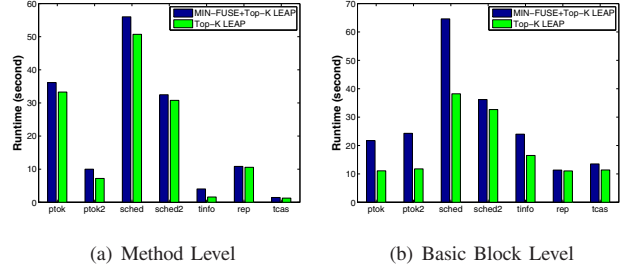 MIN-FUSE+Top-K LEAP
Top-K LEAP
Runtime (second)
60
50
40
30
20
10
0
ptok ptok2 sched sched2 tinfo rep tcas
(a) Method Level
MIN-FUSE+Top-K LEAP
Top-K LEAP
Runtime (second)
70
60
50
40
30
20
10
0
ptok ptok2 sched sched2 tinfo rep tcas
(b) Basic Block Level